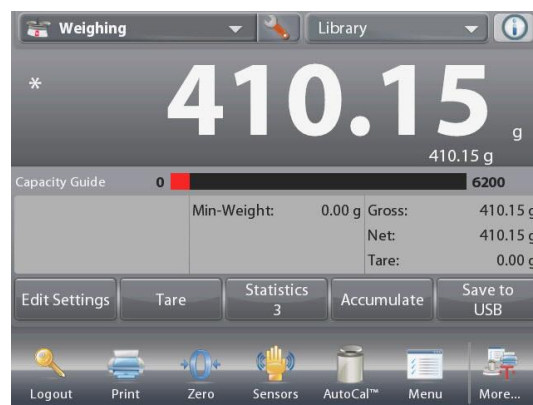 Weighing Library
*
410.15 g
410.15 g
Capacity Guide 0 6200
Min-Weight: 0.00 g Gross: 410.15 g
Net: 410.15 g
Tare: 0.00 g
Edit Settings Tare Statistics 3 Accumulate Save to USB
Logout Print Zero Sensors AutoCal™ Menu More...